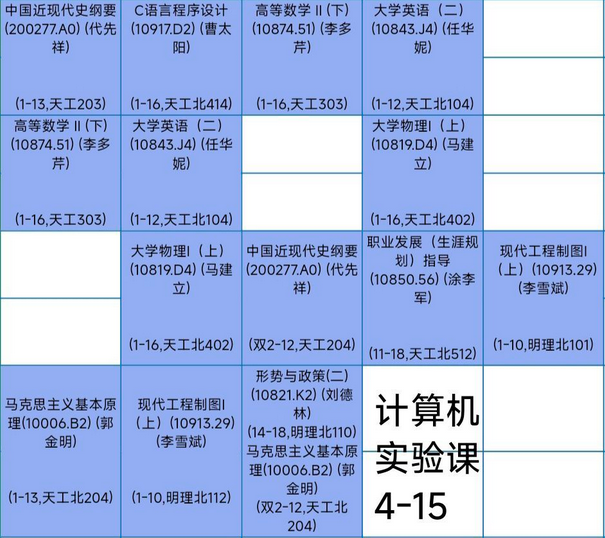 中国近现代史纲要
(200277.A0) (代先
祥)
(1-13,天工203)
C语言程序设计
(10917.D2) (曹太
阳)
(1-16,天工北414)
高等数学 II (下)
(10874.51) (李多
芹)
(1-16,天工303)
大学英语（二）
(10843.J4) (任华
妮)
(1-12,天工北104)
高等数学 II (下)
(10874.51) (李多
芹)
(1-16,天工303)
大学英语（二）
(10843.J4) (任华
妮)
(1-12,天工北104)
大学物理I（上）
(10819.D4) (马建
立)
(1-16,天工北402)
大学物理I（上）
(10819.D4) (马建
立)
(1-16,天工北402)
中国近现代史纲要
(200277.A0) (代先
祥)
(双2-12,天工204)
职业发展（生涯规
划）指导
(10850.56) (涂李
军)
(11-18,天工北512)
现代工程制图I
（上）(10913.29)
(李雪斌)
(1-10,明理北101)
马克思主义基本原
理(10006.B2) (郭
金明)
(1-13,天工北204)
现代工程制图I
（上）(10913.29)
(李雪斌)
(1-10,明理北112)
形势与政策(二)
(10821.K2) (刘德
林)
(14-18,明理北110)
马克思主义基本原
理(10006.B2) (郭
金明)
(双2-12,天工北
204)
计算机
实验课
4-15